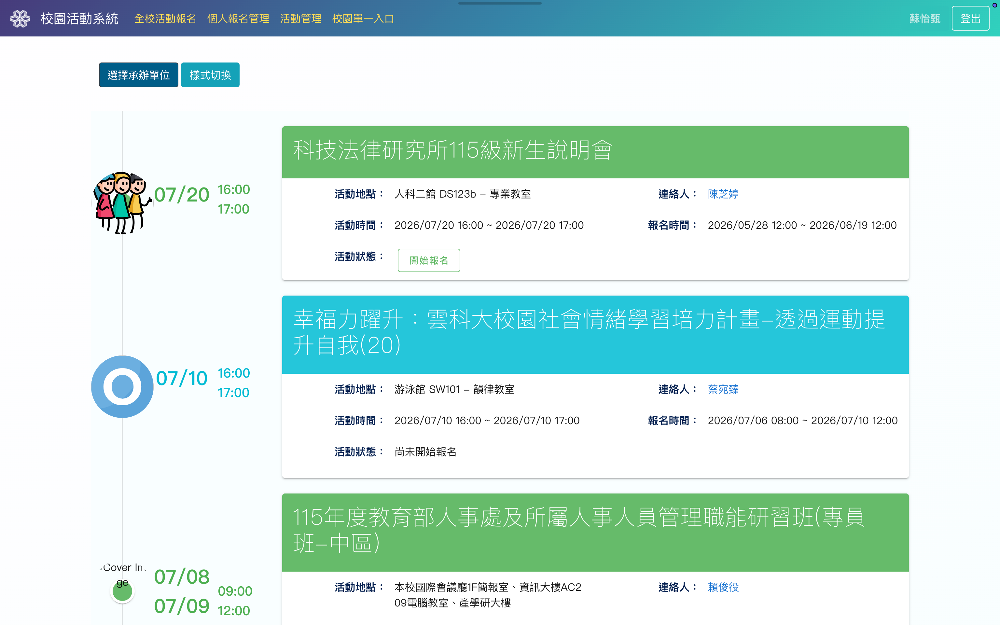 校園活動系統 全校活動報名 個人報名管理 活動管理 校園單一入口 蘇怡甄 登出
選擇承辦單位 樣式切換
科技法律研究所115級新生說明會
07/20 16:00
17:00
活動地點： 人科二館 DS123b – 專業教室 連絡人： 陳芝婷
活動時間： 2026/07/20 16:00 ~ 2026/07/20 17:00 報名時間： 2026/05/28 12:00 ~ 2026/06/19 12:00
活動狀態： 開始報名
幸福力躍升：雲科大校園社會情緒學習培力計畫–透過運動提
升自我(20)
07/10 16:00
17:00
活動地點： 游泳館 SW101 – 韻律教室 連絡人： 蔡宛臻
活動時間： 2026/07/10 16:00 ~ 2026/07/10 17:00 報名時間： 2026/07/06 08:00 ~ 2026/07/10 12:00
活動狀態： 尚未開始報名
115年度教育部人事處及所屬人事人員管理職能研習班(專員
班–中區)
Cover
ge
07/08 09:00
07/09 12:00
活動地點： 本校國際會議廳1F簡報室、資訊大樓AC2
09電腦教室、產學研大樓
連絡人： 賴俊役